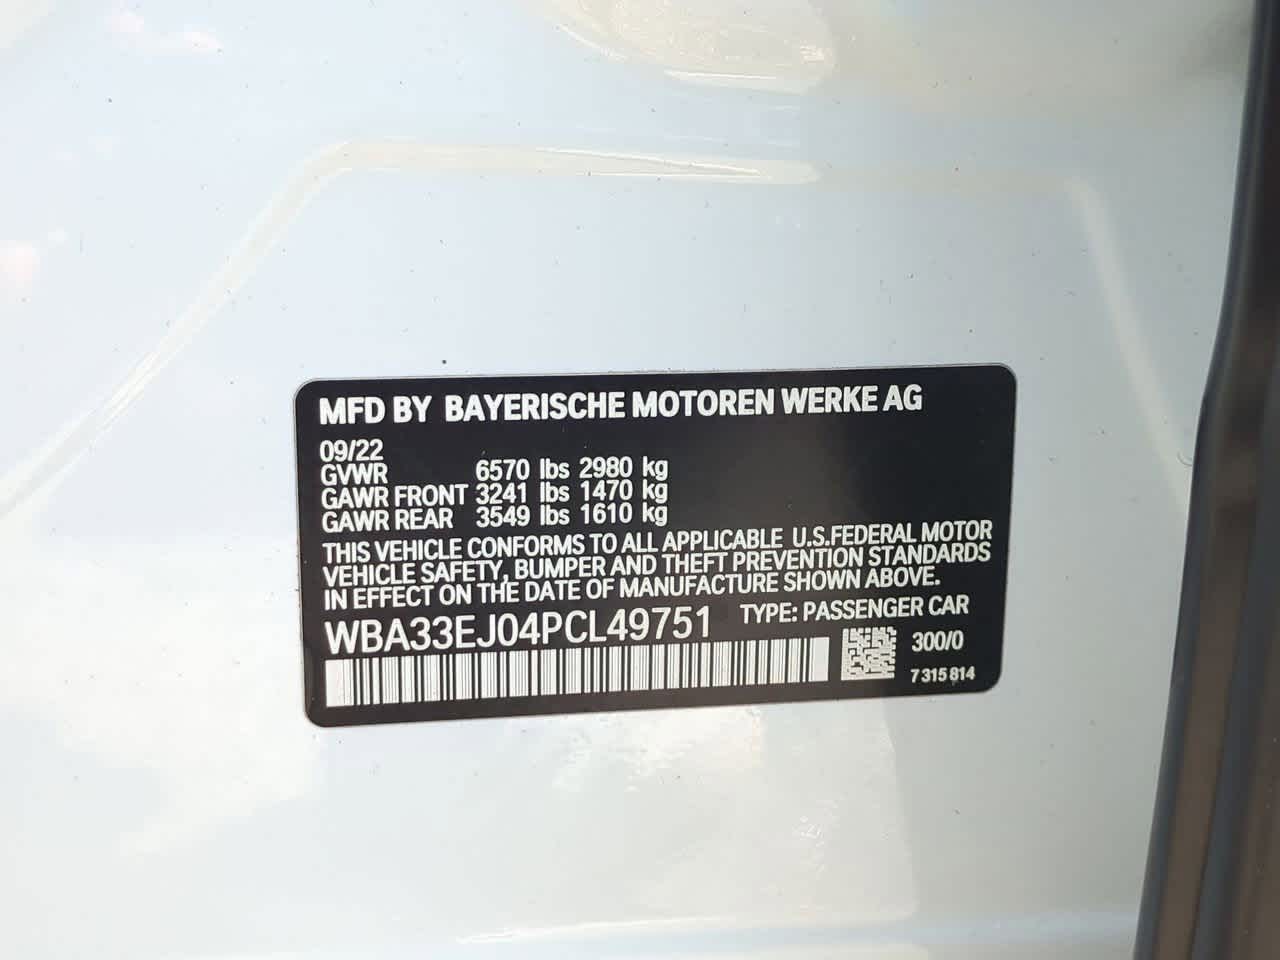 MFD BY BAYERISCHE MOTOREN WERKE AG
09/22
GVWR 6570 lbs 2980 kg
GAWR FRONT 3241 lbs 1470 kg
GAWR REAR 3549 lbs 1610 kg
THIS VEHICLE CONFORMS TO ALL APPLICABLE U.S.FEDERAL MOTOR
VEHICLE SAFETY, BUMPER AND THEFT PREVENTION STANDARDS
IN EFFECT ON THE DATE OF MANUFACTURE SHOWN ABOVE.
WBA33EJ04PCL49751 TYPE: PASSENGER CAR
300/0
7 315 814